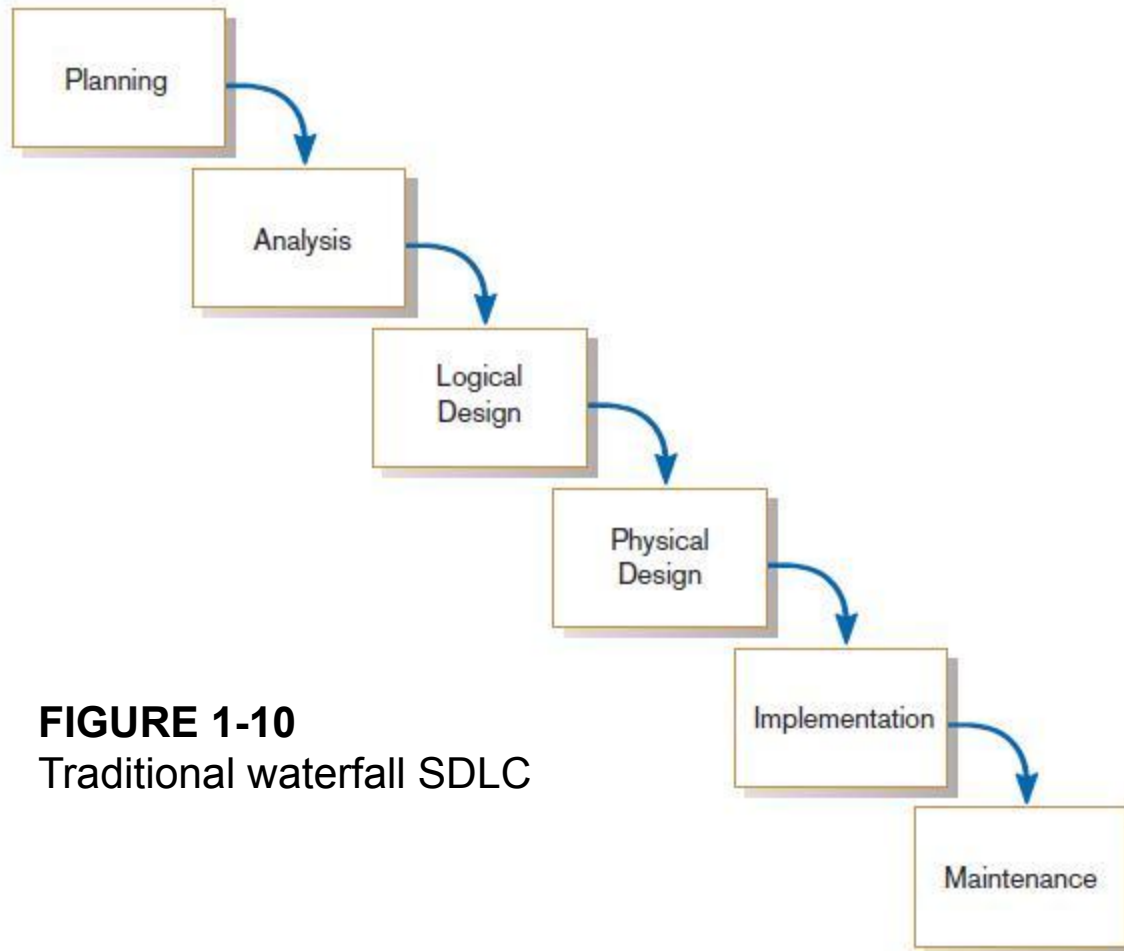 Planning
Analysis
Logical
Design
Physical
Design
Implementation
Maintenance
FIGURE 1-10
Traditional waterfall SDLC